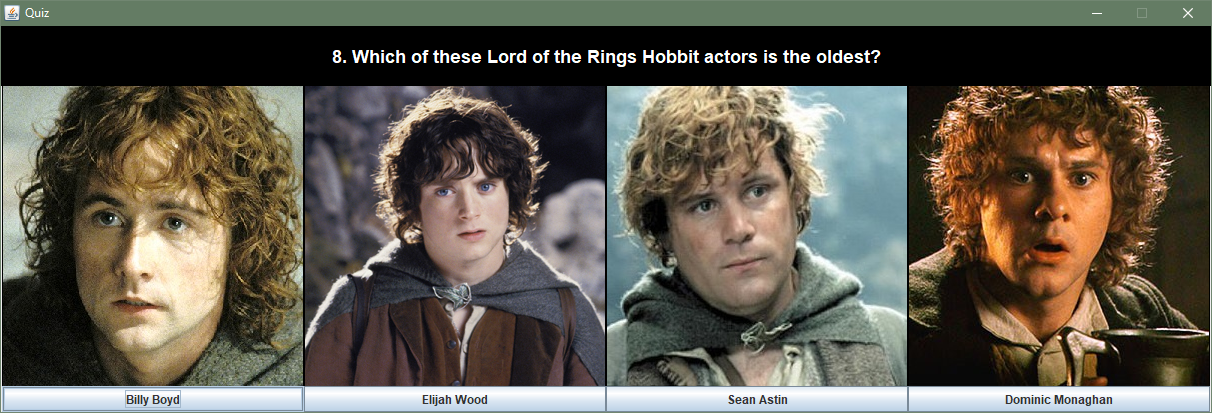 Quiz
8. Which of these Lord of the Rings Hobbit actors is the oldest?
Billy Boyd
Elijah Wood
Sean Astin
Dominic Monaghan